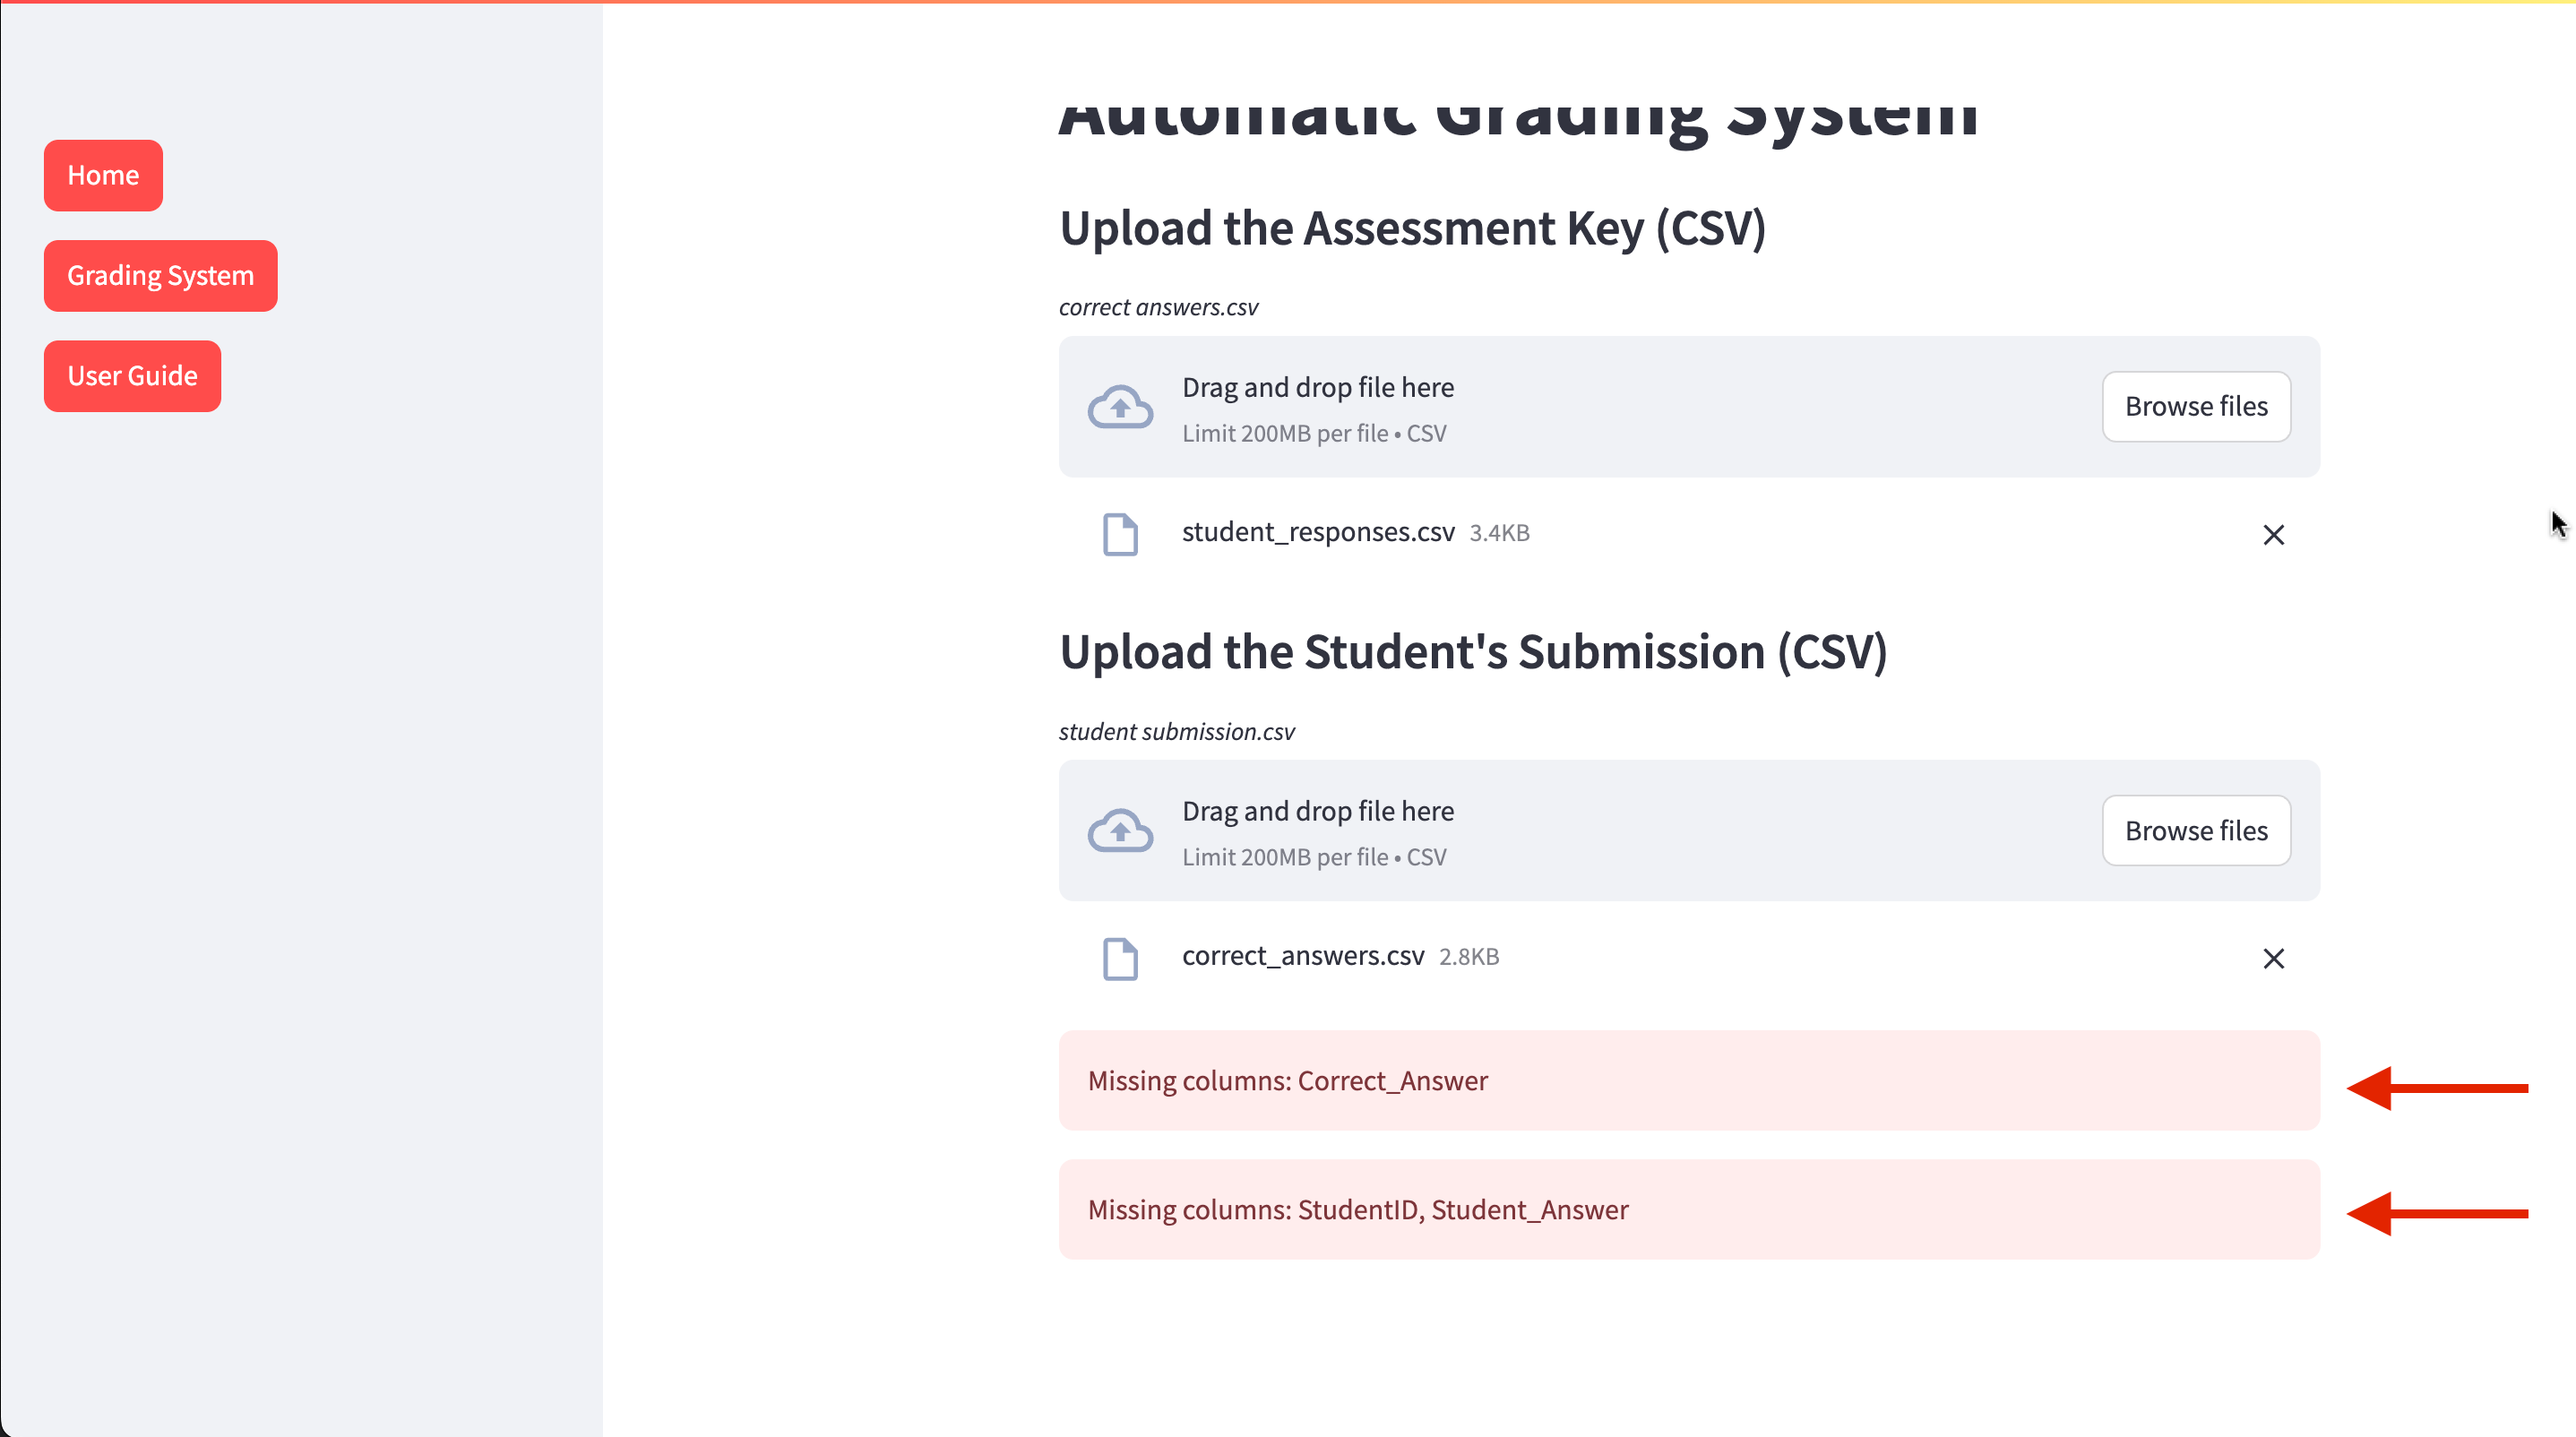 Home
Grading System
User Guide
Automatic Grading System
Upload the Assessment Key (CSV)
correct answers.csv
Drag and drop file here
Limit 200MB per file • CSV
Browse files
student_responses.csv 3.4KB
Upload the Student's Submission (CSV)
student submission.csv
Drag and drop file here
Limit 200MB per file • CSV
Browse files
correct_answers.csv 2.8KB
Missing columns: Correct_Answer
Missing columns: StudentID, Student_Answer